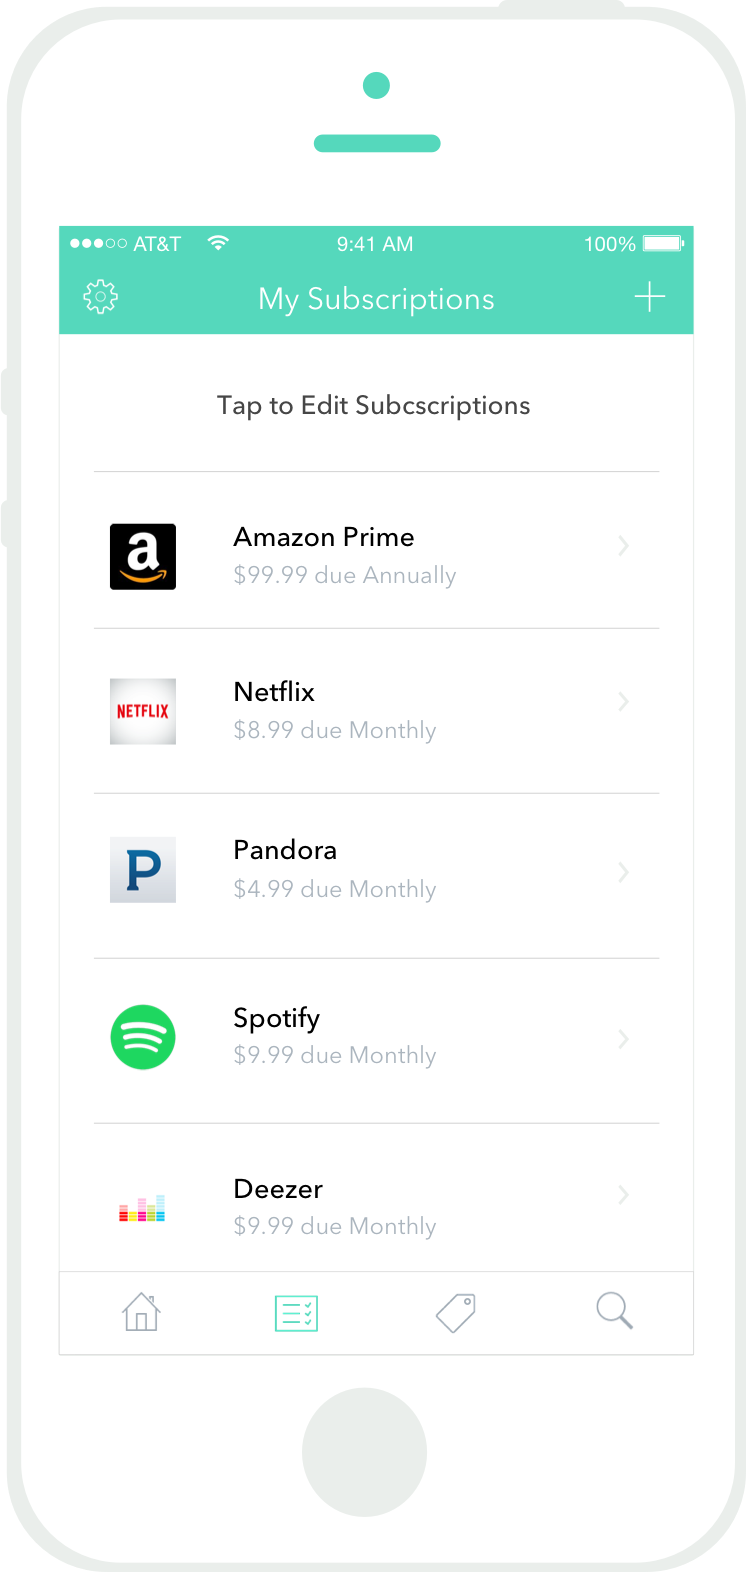 AT&T 9:41 AM 100%
My Subscriptions
Tap to Edit Subcscriptions
a
Amazon Prime
$99.99 due Annually
NETFLIX
Netflix
$8.99 due Monthly
P
Pandora
$4.99 due Monthly
Spotify
$9.99 due Monthly
Deezer
$9.99 due Monthly